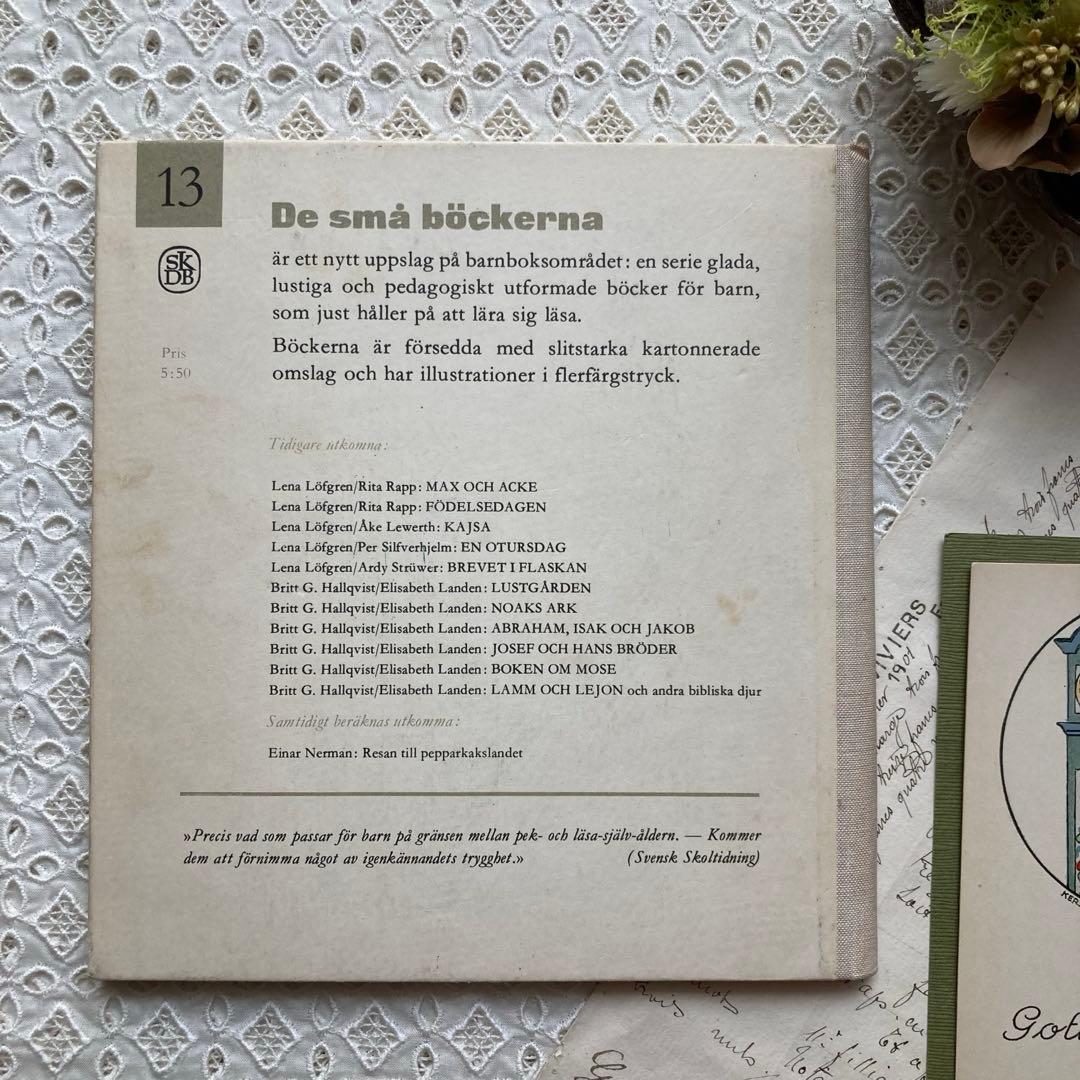 13
De små böckerna
SK
DB
är ett nytt uppslag på barnboksområdet: en serie glada,
lustiga och pedagogiskt utformade böcker för barn,
som just håller på att lära sig läsa.
Pris
5:50
Böckerna är försedda med slitstarka kartonnerade
omslag och har illustrationer i flerfärgstryck.
Tidigare utkomna:
Lena Löfgren/Rita Rapp: MAX OCH ACKE
Lena Löfgren/Rita Rapp: FÖDELSEDAGEN
Lena Löfgren/Åke Lewerth: KAJSA
Lena Löfgren/Per Silfverhjelm: EN OTURSDAG
Lena Löfgren/Ardy Strüwer: BREVET I FLASKAN
Britt G. Hallqvist/Elisabeth Landen: LUSTGÅRDEN
Britt G. Hallqvist/Elisabeth Landen: NOAKS ARK
Britt G. Hallqvist/Elisabeth Landen: ABRAHAM, ISAK OCH JAKOB
Britt G. Hallqvist/Elisabeth Landen: JOSEF OCH HANS BRÖDER
Britt G. Hallqvist/Elisabeth Landen: BOKEN OM MOSE
Britt G. Hallqvist/Elisabeth Landen: LAMM OCH LEJON och andra bibliska djur
Samtidigt beräknas utkomma:
Einar Nerman: Resan till pepparkakslandet
»Precis vad som passar för barn på gränsen mellan pek- och läsa-själv-åldern. — Kommer
dem att förnimma något av igenkännandets trygghet.» (Svensk Skoltidning)
VIVIERS
1901
Got